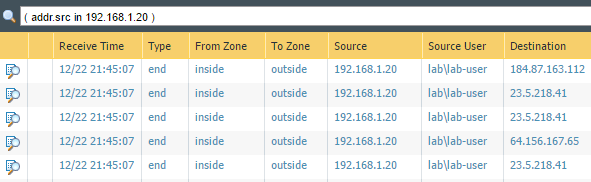 ( addr.src in 192.168.1.20 )
Receive Time Type From Zone To Zone Source Source User Destination
12/22 21:45:07 end inside outside 192.168.1.20 lab\lab-user 184.87.163.112
12/22 21:45:07 end inside outside 192.168.1.20 lab\lab-user 23.5.218.41
12/22 21:45:07 end inside outside 192.168.1.20 lab\lab-user 23.5.218.41
12/22 21:45:07 end inside outside 192.168.1.20 lab\lab-user 64.156.167.65
12/22 21:45:07 end inside outside 192.168.1.20 lab\lab-user 23.5.218.41